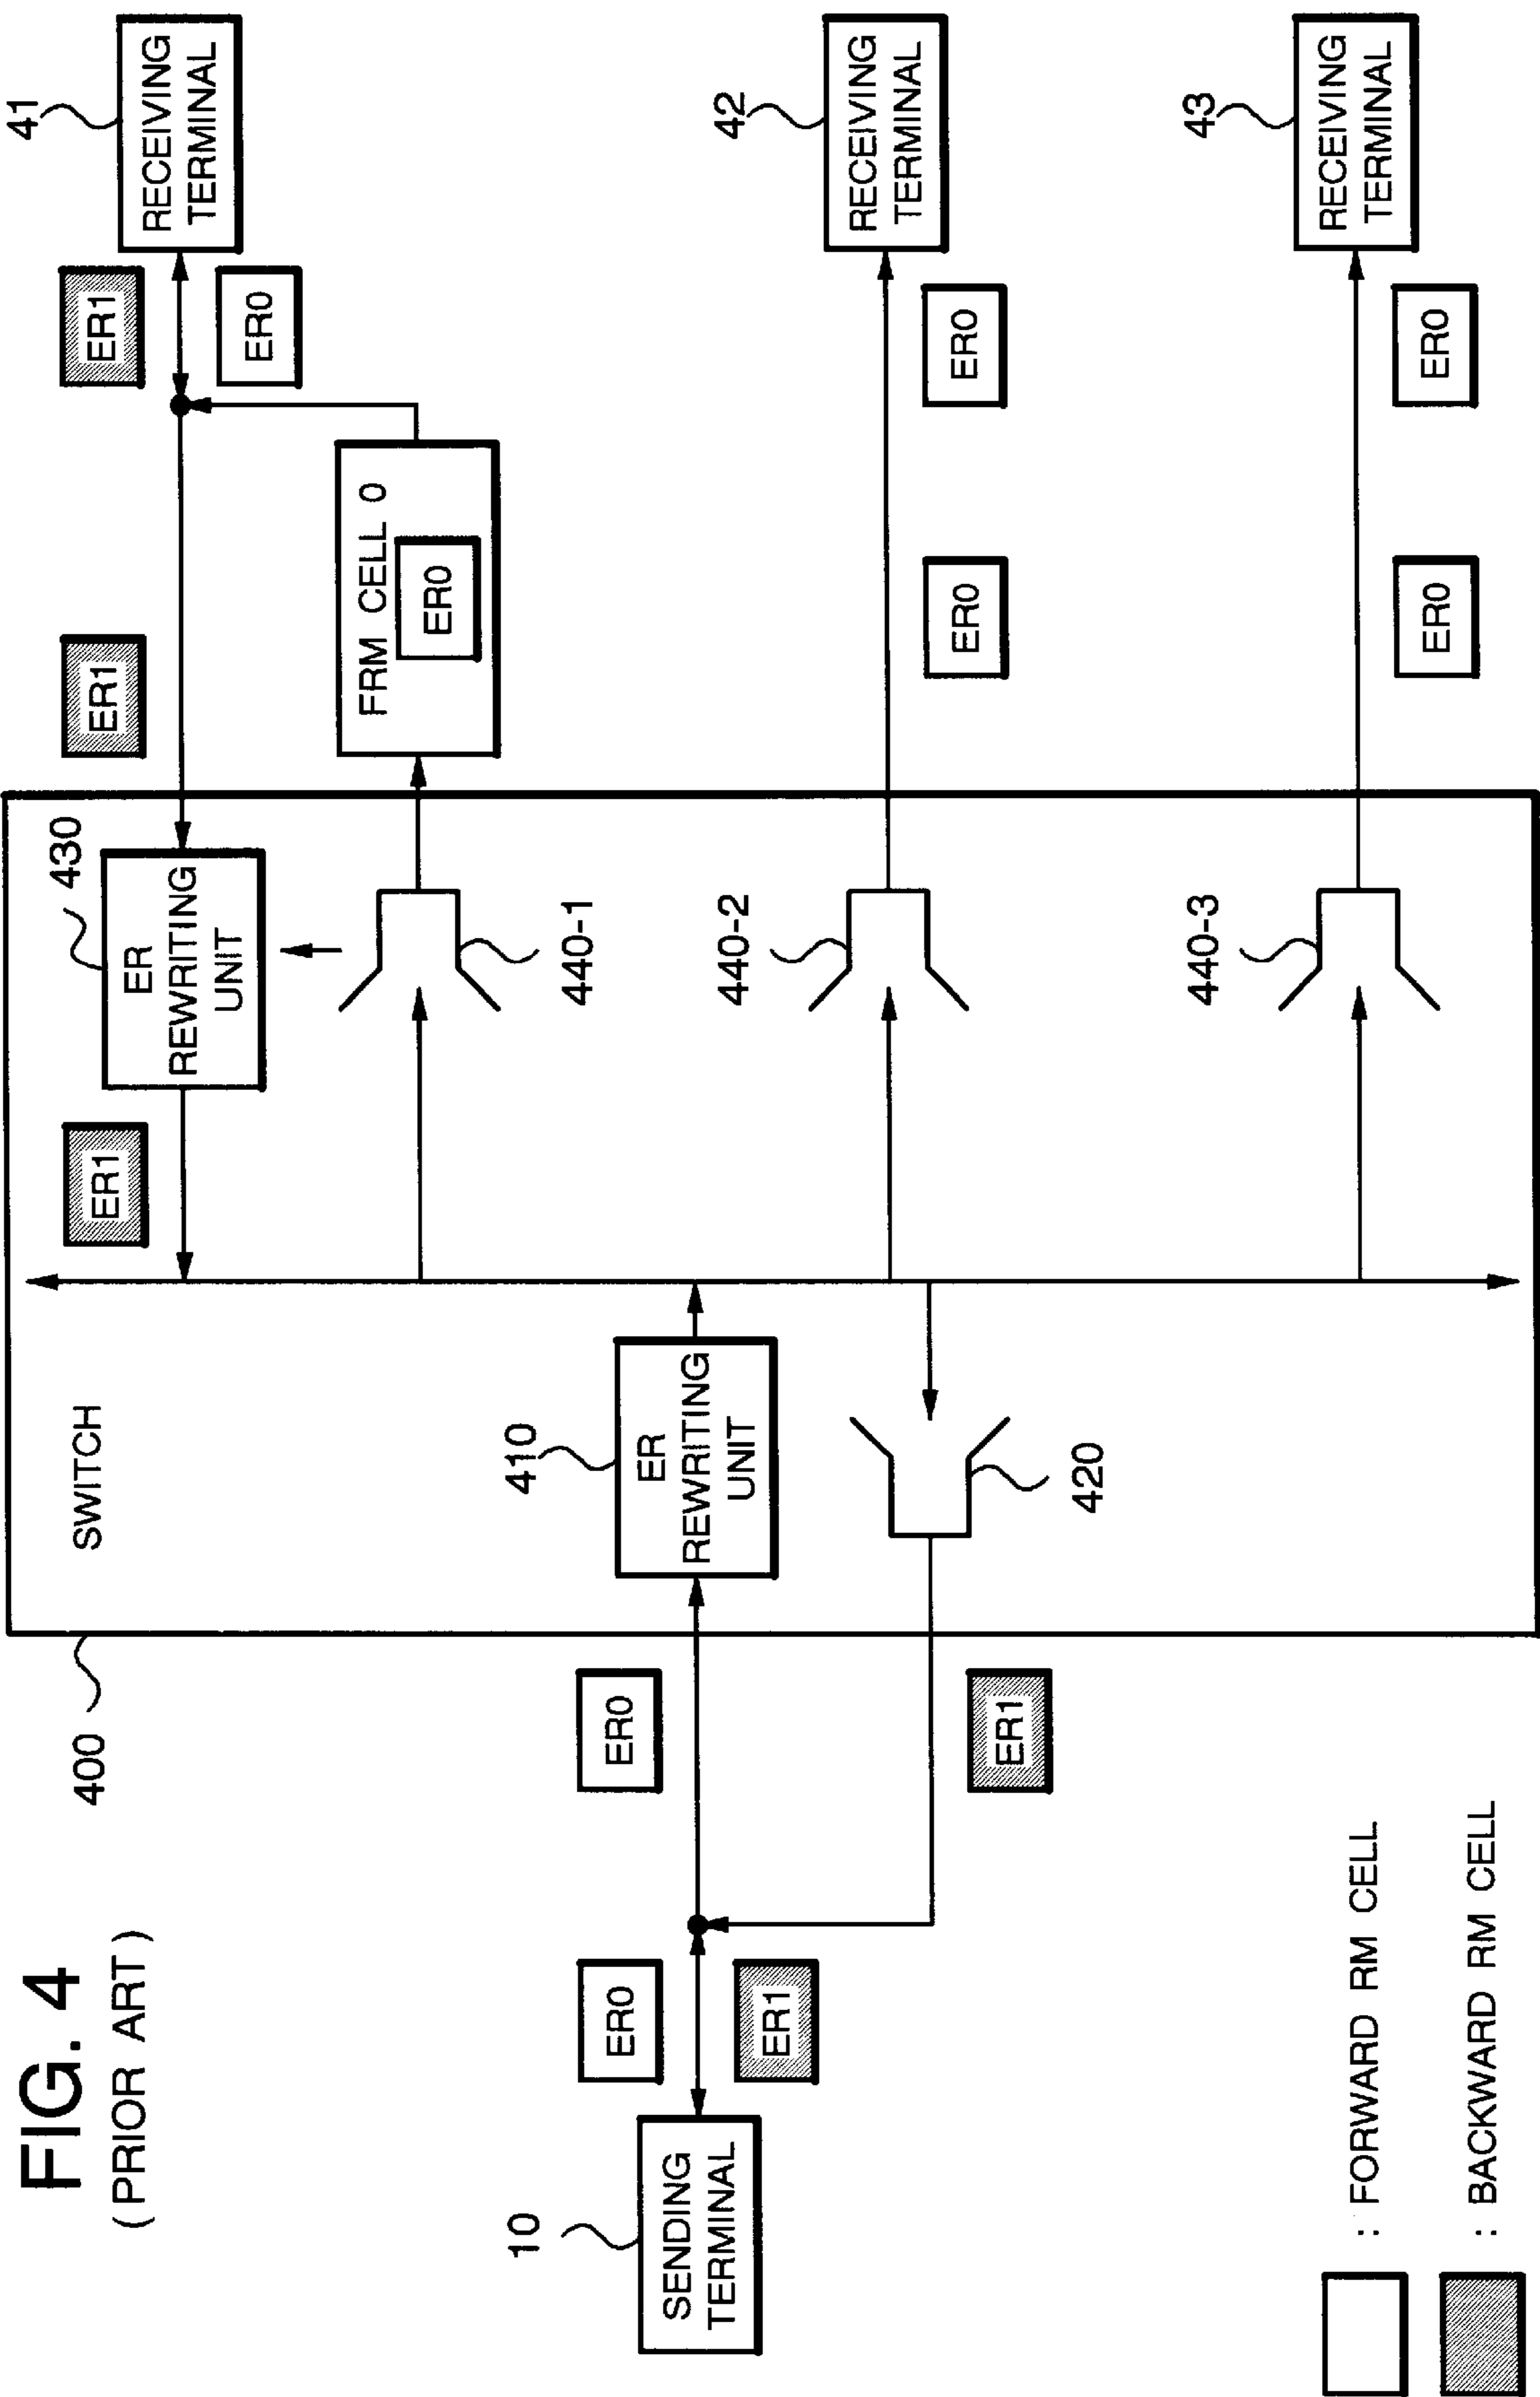 FIG. 4
(PRIOR ART)
400
SWITCH
ER1
430
ER
REWRITING
UNIT
ER1
ER1
41
RECEIVING
TERMINAL
ER0
FRM CELL 0
ER0
440-1
10
SENDING
TERMINAL
ER0
ER1
ER0
ER1
410
ER
REWRITING
UNIT
420
440-2
ER0
ER0
42
RECEIVING
TERMINAL
440-3
ER0
ER0
43
RECEIVING
TERMINAL
: FORWARD RM CELL
: BACKWARD RM CELL